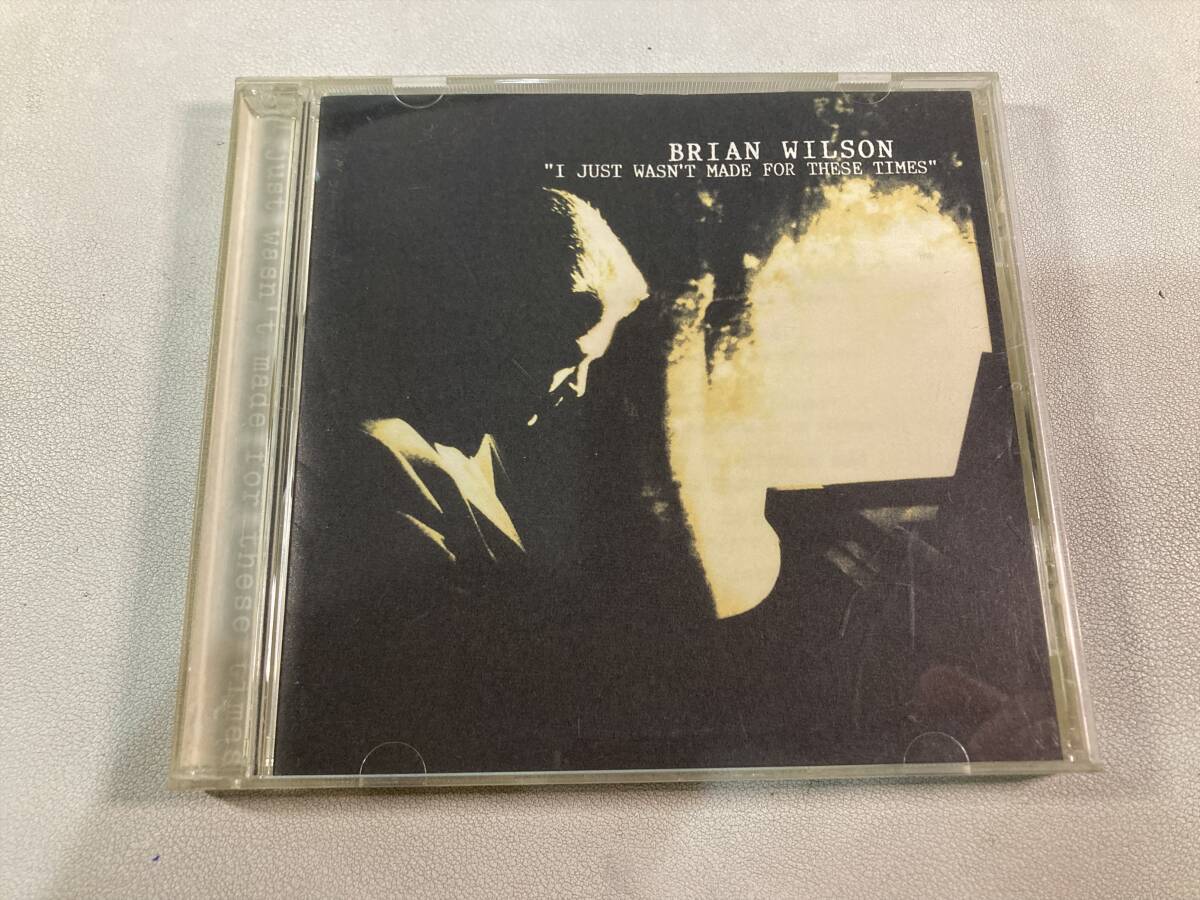 BRIAN WILSON
"I JUST WASN'T MADE FOR THESE TIMES"
just wasn't made for these times